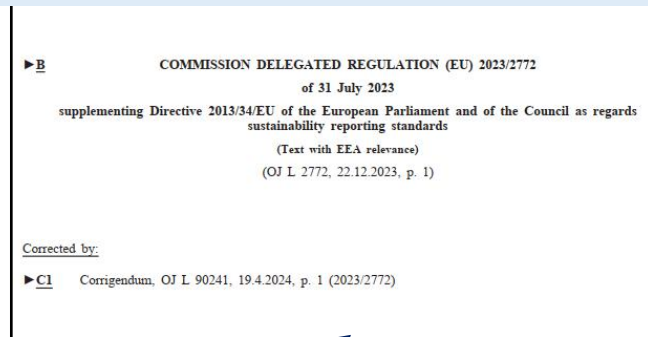 ►B COMMISSION DELEGATED REGULATION (EU) 2023/2772
of 31 July 2023
supplementing Directive 2013/34/EU of the European Parliament and of the Council as regards
sustainability reporting standards
(Text with EEA relevance)
(OJ L 2772, 22.12.2023, p. 1)
Corrected by:
►C1 Corrigendum, OJ L 90241, 19.4.2024, p. 1 (2023/2772)